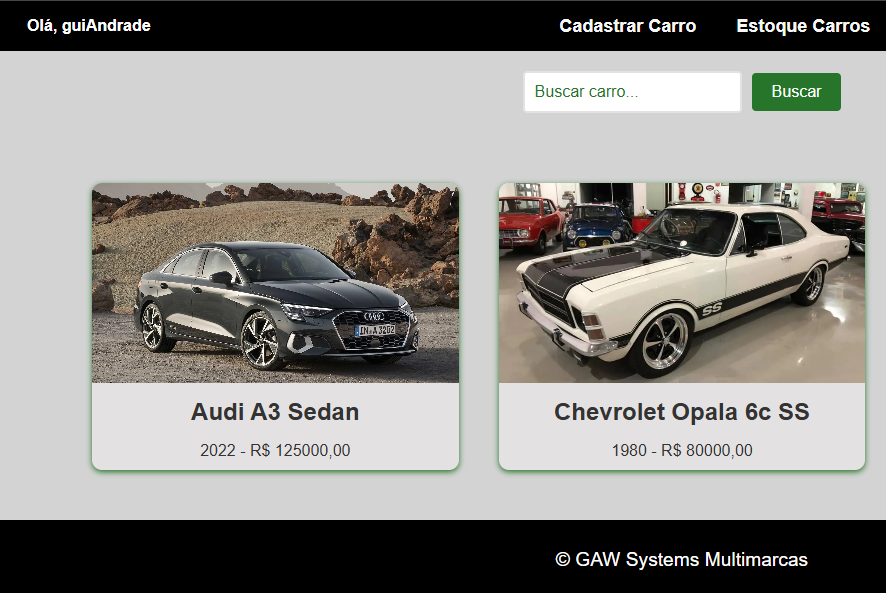 Olá, guiAndrade
Cadastrar Carro
Estoque Carros
Buscar carro...
Buscar
IN·A 3202
SS
Audi A3 Sedan
2022 - R$ 125000,00
Chevrolet Opala 6c SS
1980 - R$ 80000,00
© GAW Systems Multimarcas